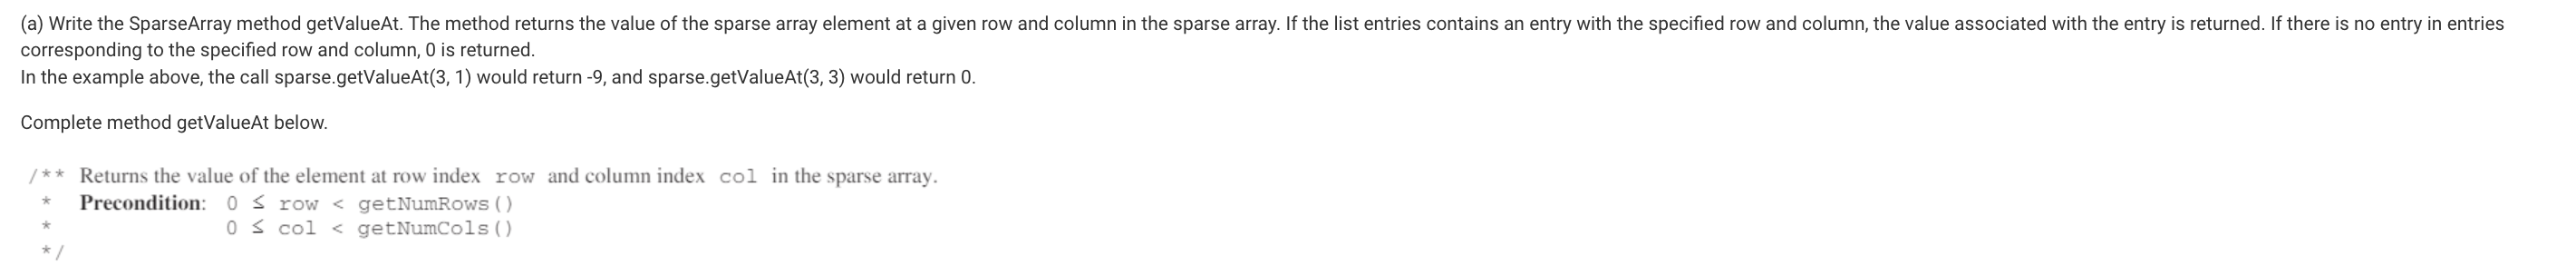 (a) Write the SparseArray method getValueAt. The method returns the value of the sparse array element at a given row and column in the sparse array. If the list entries contains an entry with the specified row and column, the value associated with the entry is returned. If there is no entry in entries
corresponding to the specified row and column, 0 is returned.
In the example above, the call sparse.getValueAt(3, 1) would return -9, and sparse.getValueAt(3, 3) would return 0.
Complete method getValueAt below.
/** Returns the value of the element at row index row and column index col in the sparse array.
* Precondition: 0 ≤ row < getNumRows()
* 0 ≤ col < getNumCols()
*/